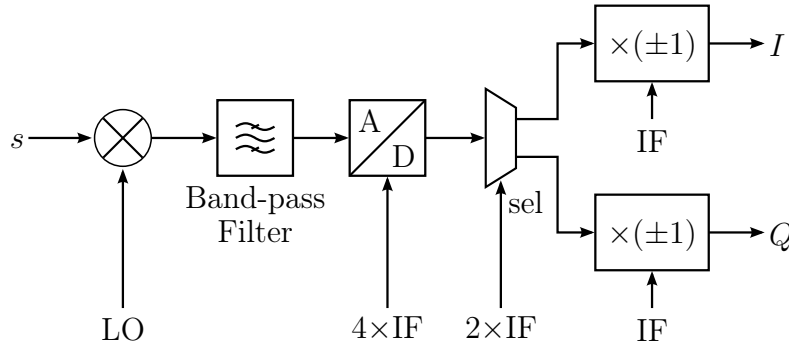 ×(±1)
I
IF
s
A
D
Band-pass
Filter
sel
×(±1)
Q
LO
4×IF
2×IF
IF